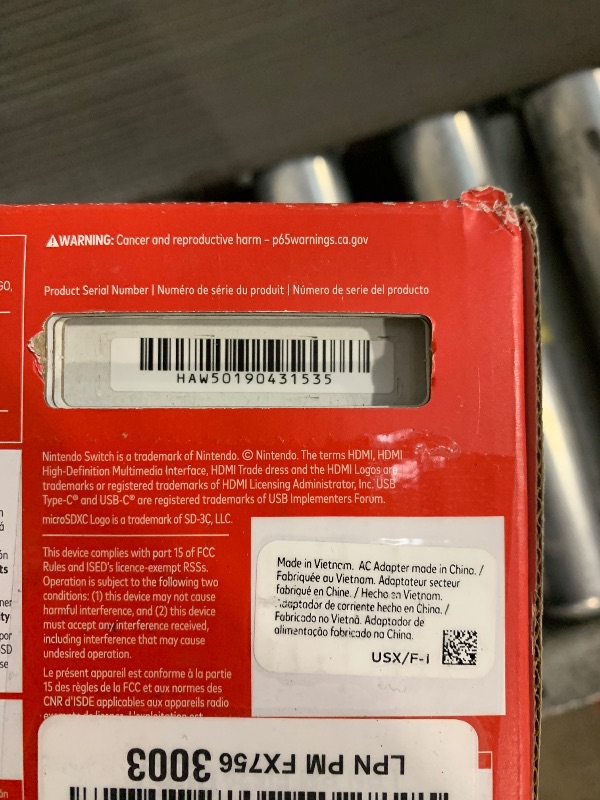 GO,
⚠WARNING: Cancer and reproductive harm – p65warnings.ca.gov
Product Serial Number | Numéro de série du produit | Número de serie del producto
HAW50190431535
Nintendo Switch is a trademark of Nintendo. © Nintendo. The terms HDMI, HDMI
High-Definition Multimedia Interface, HDMI Trade dress and the HDMI Logos are
trademarks or registered trademarks of HDMI Licensing Administrator, Inc. USB
Type-C® and USB-C® are registered trademarks of USB Implementers Forum.
microSDXC Logo is a trademark of SD-3C, LLC.
This device complies with part 15 of FCC
Rules and ISED's licence-exempt RSSs.
Operation is subject to the following two
conditions: (1) this device may not cause
harmful interference, and (2) this device
must accept any interference received,
including interference that may cause
undesired operation.
Le présent appareil est conforme à la partie
15 des règles de la FCC et aux normes des
CNR d'ISDE applicables aux appareils radio
Made in Vietnam. AC Adapter made in China. /
Fabriquée au Vietnam. Adaptateur secteur
fabriqué en Chine. / Hecho en Vietnam.
Adaptador de corriente hecho en China. /
Fabricado no Vietnã. Adaptador de
alimentação fabricado na China.
USX/F-1
LPN PM FX756 3003